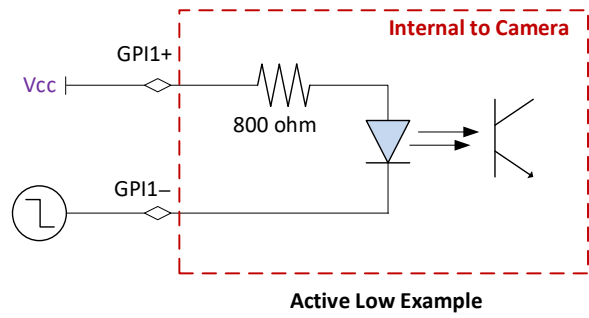 Internal to Camera
GPI1+
Vcc
800 ohm
GPI1–
Active Low Example